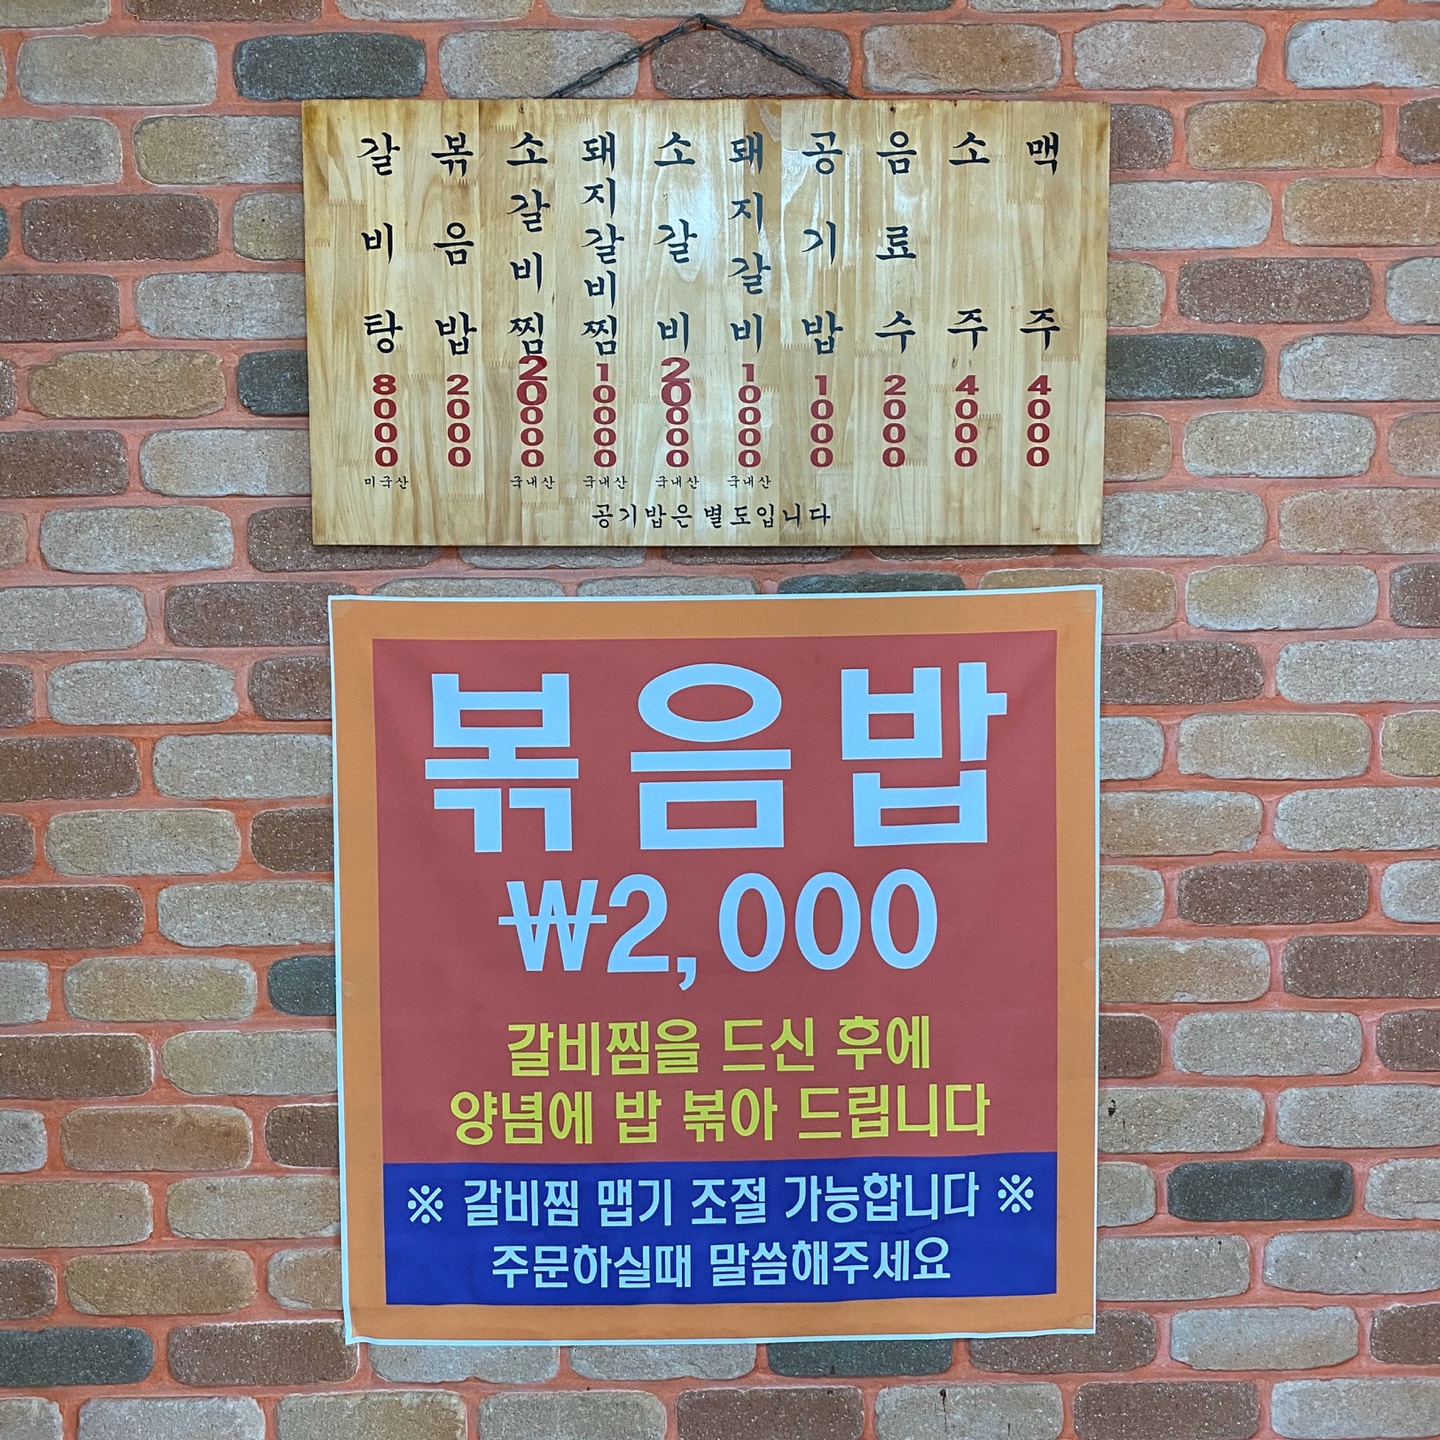 갈비탕 8000 미국산
볶음밥 2000
소갈비찜 20000 국내산
돼지갈비찜 10000 국내산
소갈비 20000 국내산
돼지갈비 10000 국내산
공기밥 1000
음료수 2000
소주 4000
맥주 4000
공기밥은 별도입니다
볶음밥
₩2,000
갈비찜을 드신 후에
양념에 밥 볶아 드립니다
※ 갈비찜 맵기 조절 가능합니다 ※
주문하실때 말씀해주세요